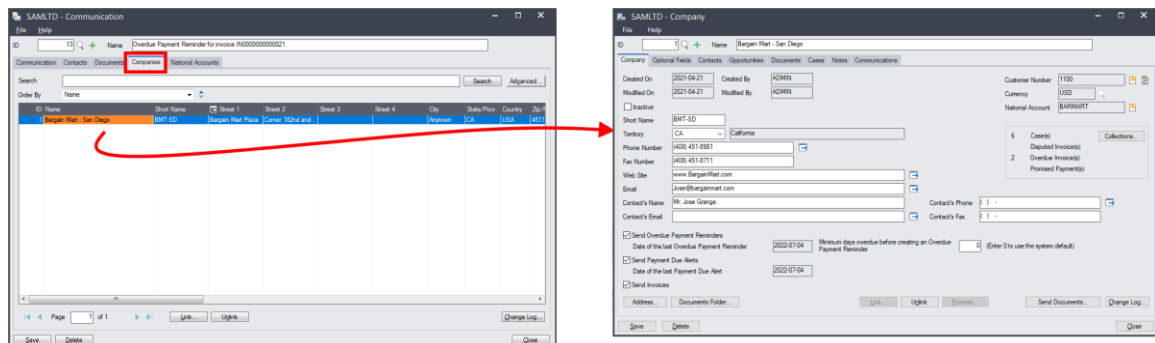 SAMLTD - Communication
File Help
ID 13 Name Overdue Payment Reminder for invoice IN0000000000021
Communication Contacts Documents Companies National Accounts
Search Search Advanced...
Order By Name
ID Name Short Name Street 1 Street 2 Street 3 Street 4 City State/Prov. Country Zip/
1 Bargain Mart - San Diego BMT-SD Bargain Mart Plaza Corner 182nd and... Anytown CA USA 4511
Page 1 of 1 Link... Unlink Change Log...
Save Delete Close
SAMLTD - Company
File Help
ID 1 Name Bargain Mart - San Diego
Company Optional Fields Contacts Opportunities Documents Cases Notes Communications
Created On 2021-04-21 Created By ADMIN Customer Number 1100
Modified On 2021-04-21 Modified By ADMIN Currency USD
Inactive National Account BARMART
Short Name BMT-SD
Territory CA California 6 Case(s) Collections...
Phone Number (408) 451-8981 Disputed Invoice(s)
Fax Number (408) 451-8711 2 Overdue Invoice(s)
Web Site www.BargainMart.com Promised Payment(s)
Email Jose@bargainmart.com
Contact's Name Mr. Jose Grange Contact's Phone ( ) -
Contact's Email Contact's Fax ( ) -
Send Overdue Payment Reminders
Date of the last Overdue Payment Reminder 2022-07-04 Minimum days overdue before creating an Overdue Payment Reminder 0 (Enter 0 to use the system default)
Send Payment Due Alerts
Date of the last Payment Due Alert 2022-07-04
Send Invoices
Address... Documents Folder... Link... Unlink Promote... Send Documents... Change Log...
Save Delete Close